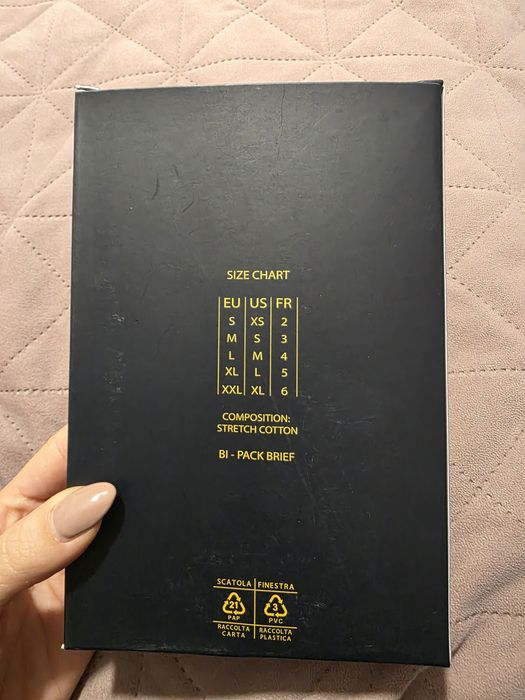 SIZE CHART
EU US FR
S XS 2
M S 3
L M 4
XL L 5
XXL XL 6
COMPOSITION:
STRETCH COTTON
BI - PACK BRIEF
SCATOLA FINESTRA
21 3
PAP PVC
RACCOLTA RACCOLTA
CARTA PLASTICA